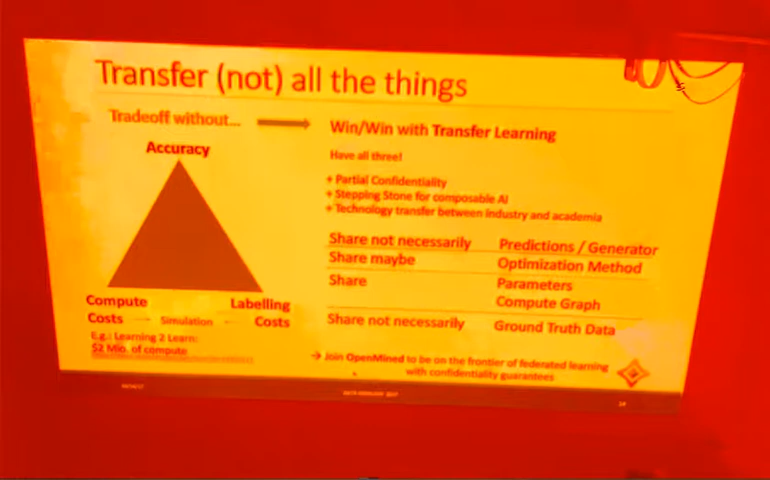 Transfer (not) all the things
Tradeoff without...
Accuracy
Compute
Costs
Simulation
Labelling
Costs
E.g.: Learning 2 Learn:
$2 Mio. of compute
Win/Win with Transfer Learning
Have all three!
+ Partial Confidentiality
+ Stepping Stone for composable AI
+ Technology transfer between industry and academia
Share not necessarily Predictions / Generator
Share maybe Optimization Method
Share Parameters
Compute Graph
Share not necessarily Ground Truth Data
→ Join OpenMined to be on the frontier of federated learning
with confidentiality guarantees